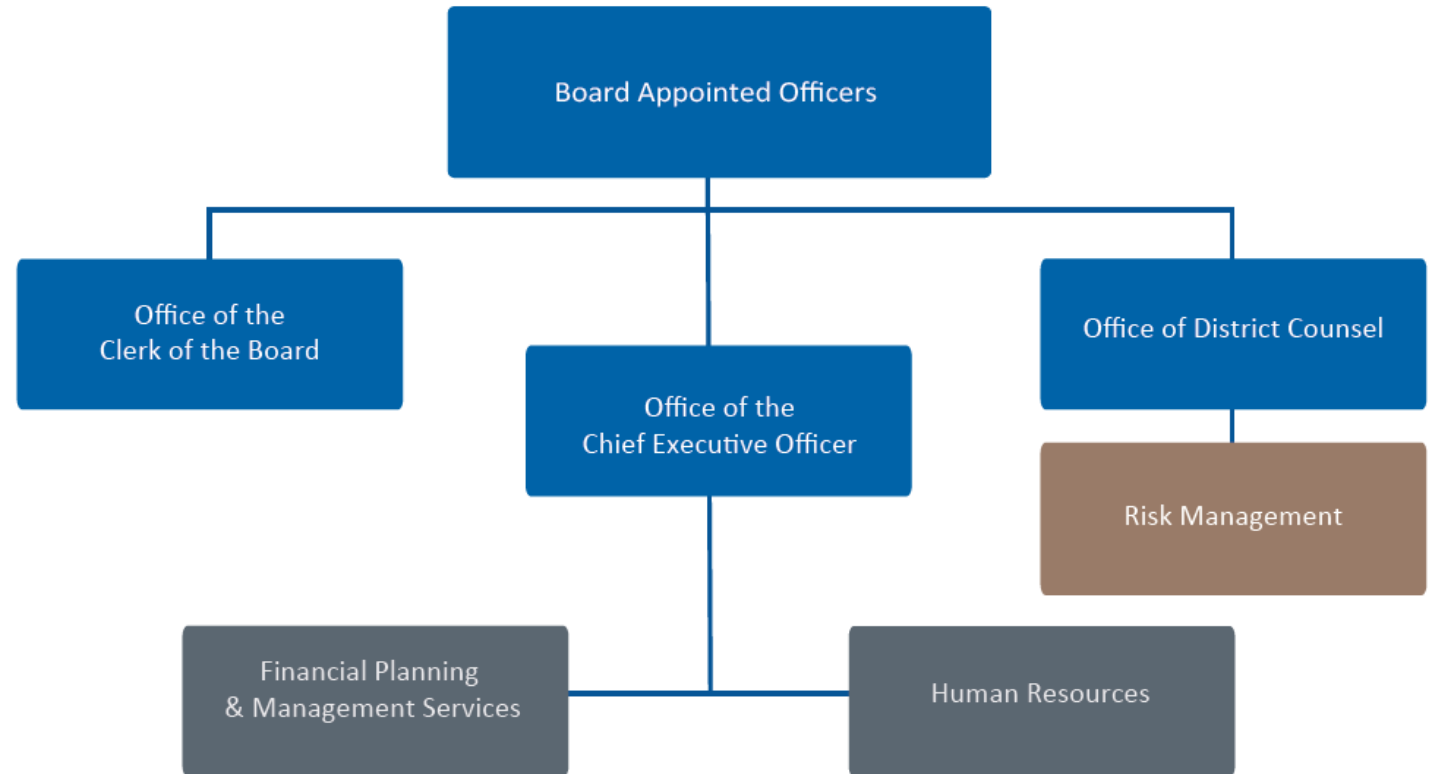 Board Appointed Officers
Office of the
Clerk of the Board
Office of District Counsel
Office of the
Chief Executive Officer
Risk Management
Financial Planning
& Management Services
Human Resources